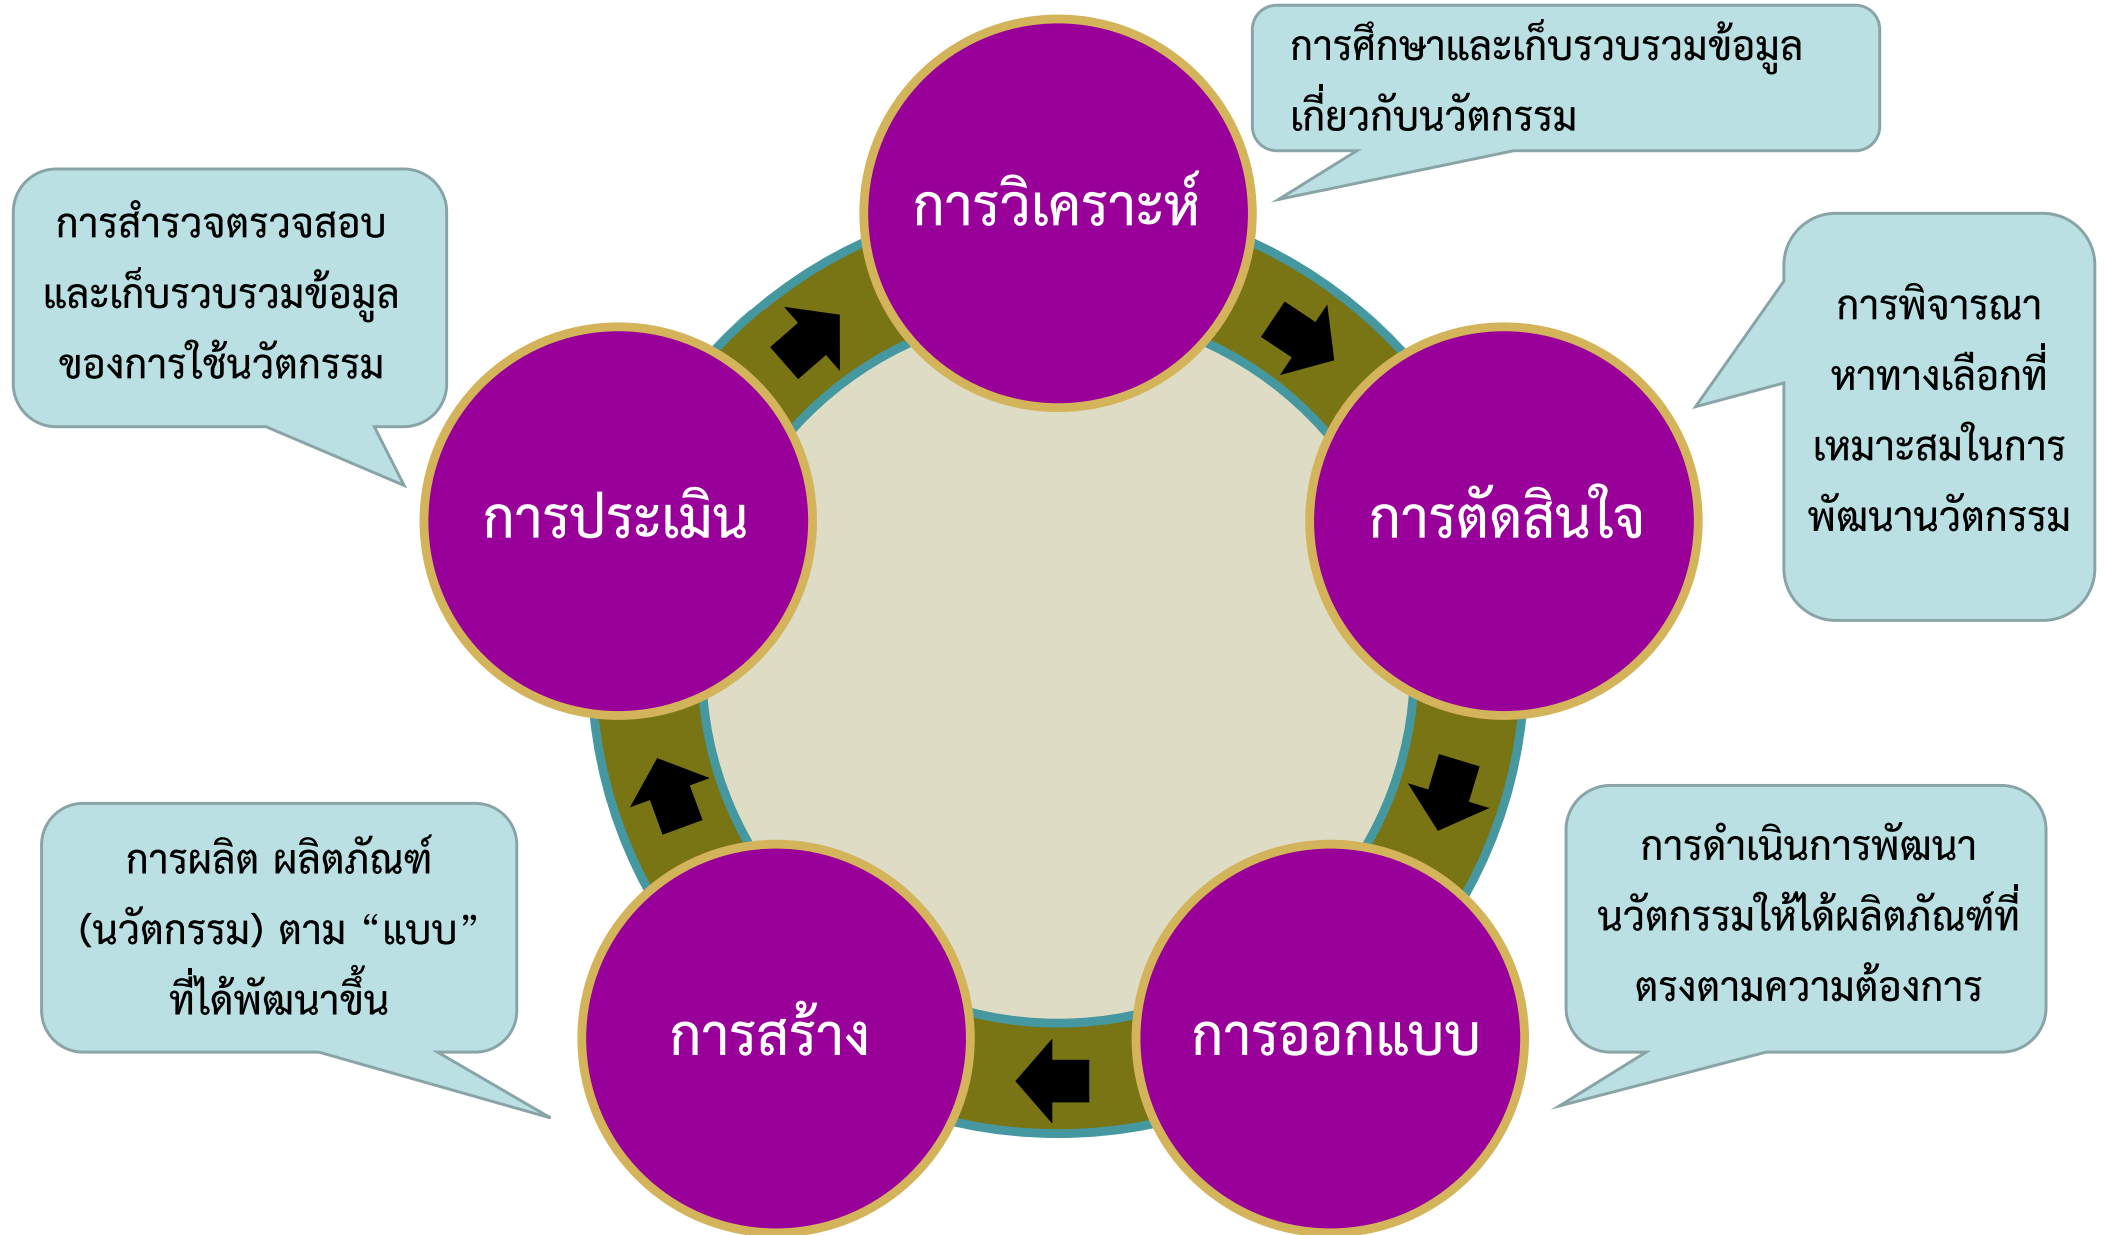 การวิเคราะห์
การศึกษาและเก็บรวบรวมข้อมูล
เกี่ยวกับนวัตกรรม
การตัดสินใจ
การพิจารณา
หาทางเลือกที่
เหมาะสมในการ
พัฒนานวัตกรรม
การออกแบบ
การดำเนินการพัฒนา
นวัตกรรมให้ได้ผลิตภัณฑ์ที่
ตรงตามความต้องการ
การสร้าง
การผลิต ผลิตภัณฑ์
(นวัตกรรม) ตาม “แบบ”
ที่ได้พัฒนาขึ้น
การประเมิน
การสำรวจตรวจสอบ
และเก็บรวบรวมข้อมูล
ของการใช้นวัตกรรม